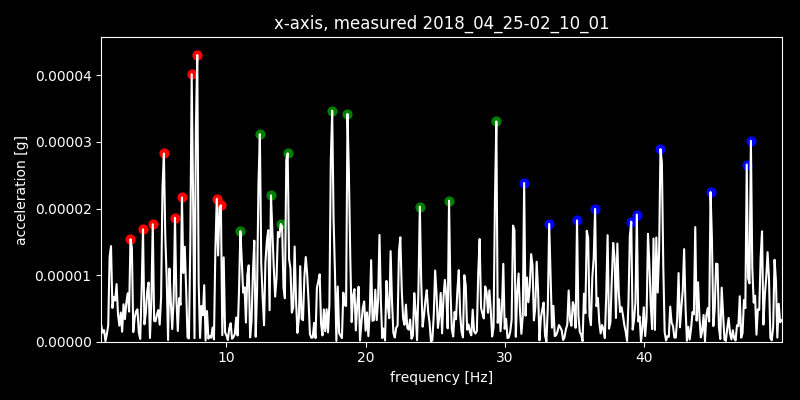 x-axis, measured 2018_04_25-02_10_01
acceleration [g]
0.00004
0.00003
0.00002
0.00001
0.00000
10 20 30 40
frequency [Hz]